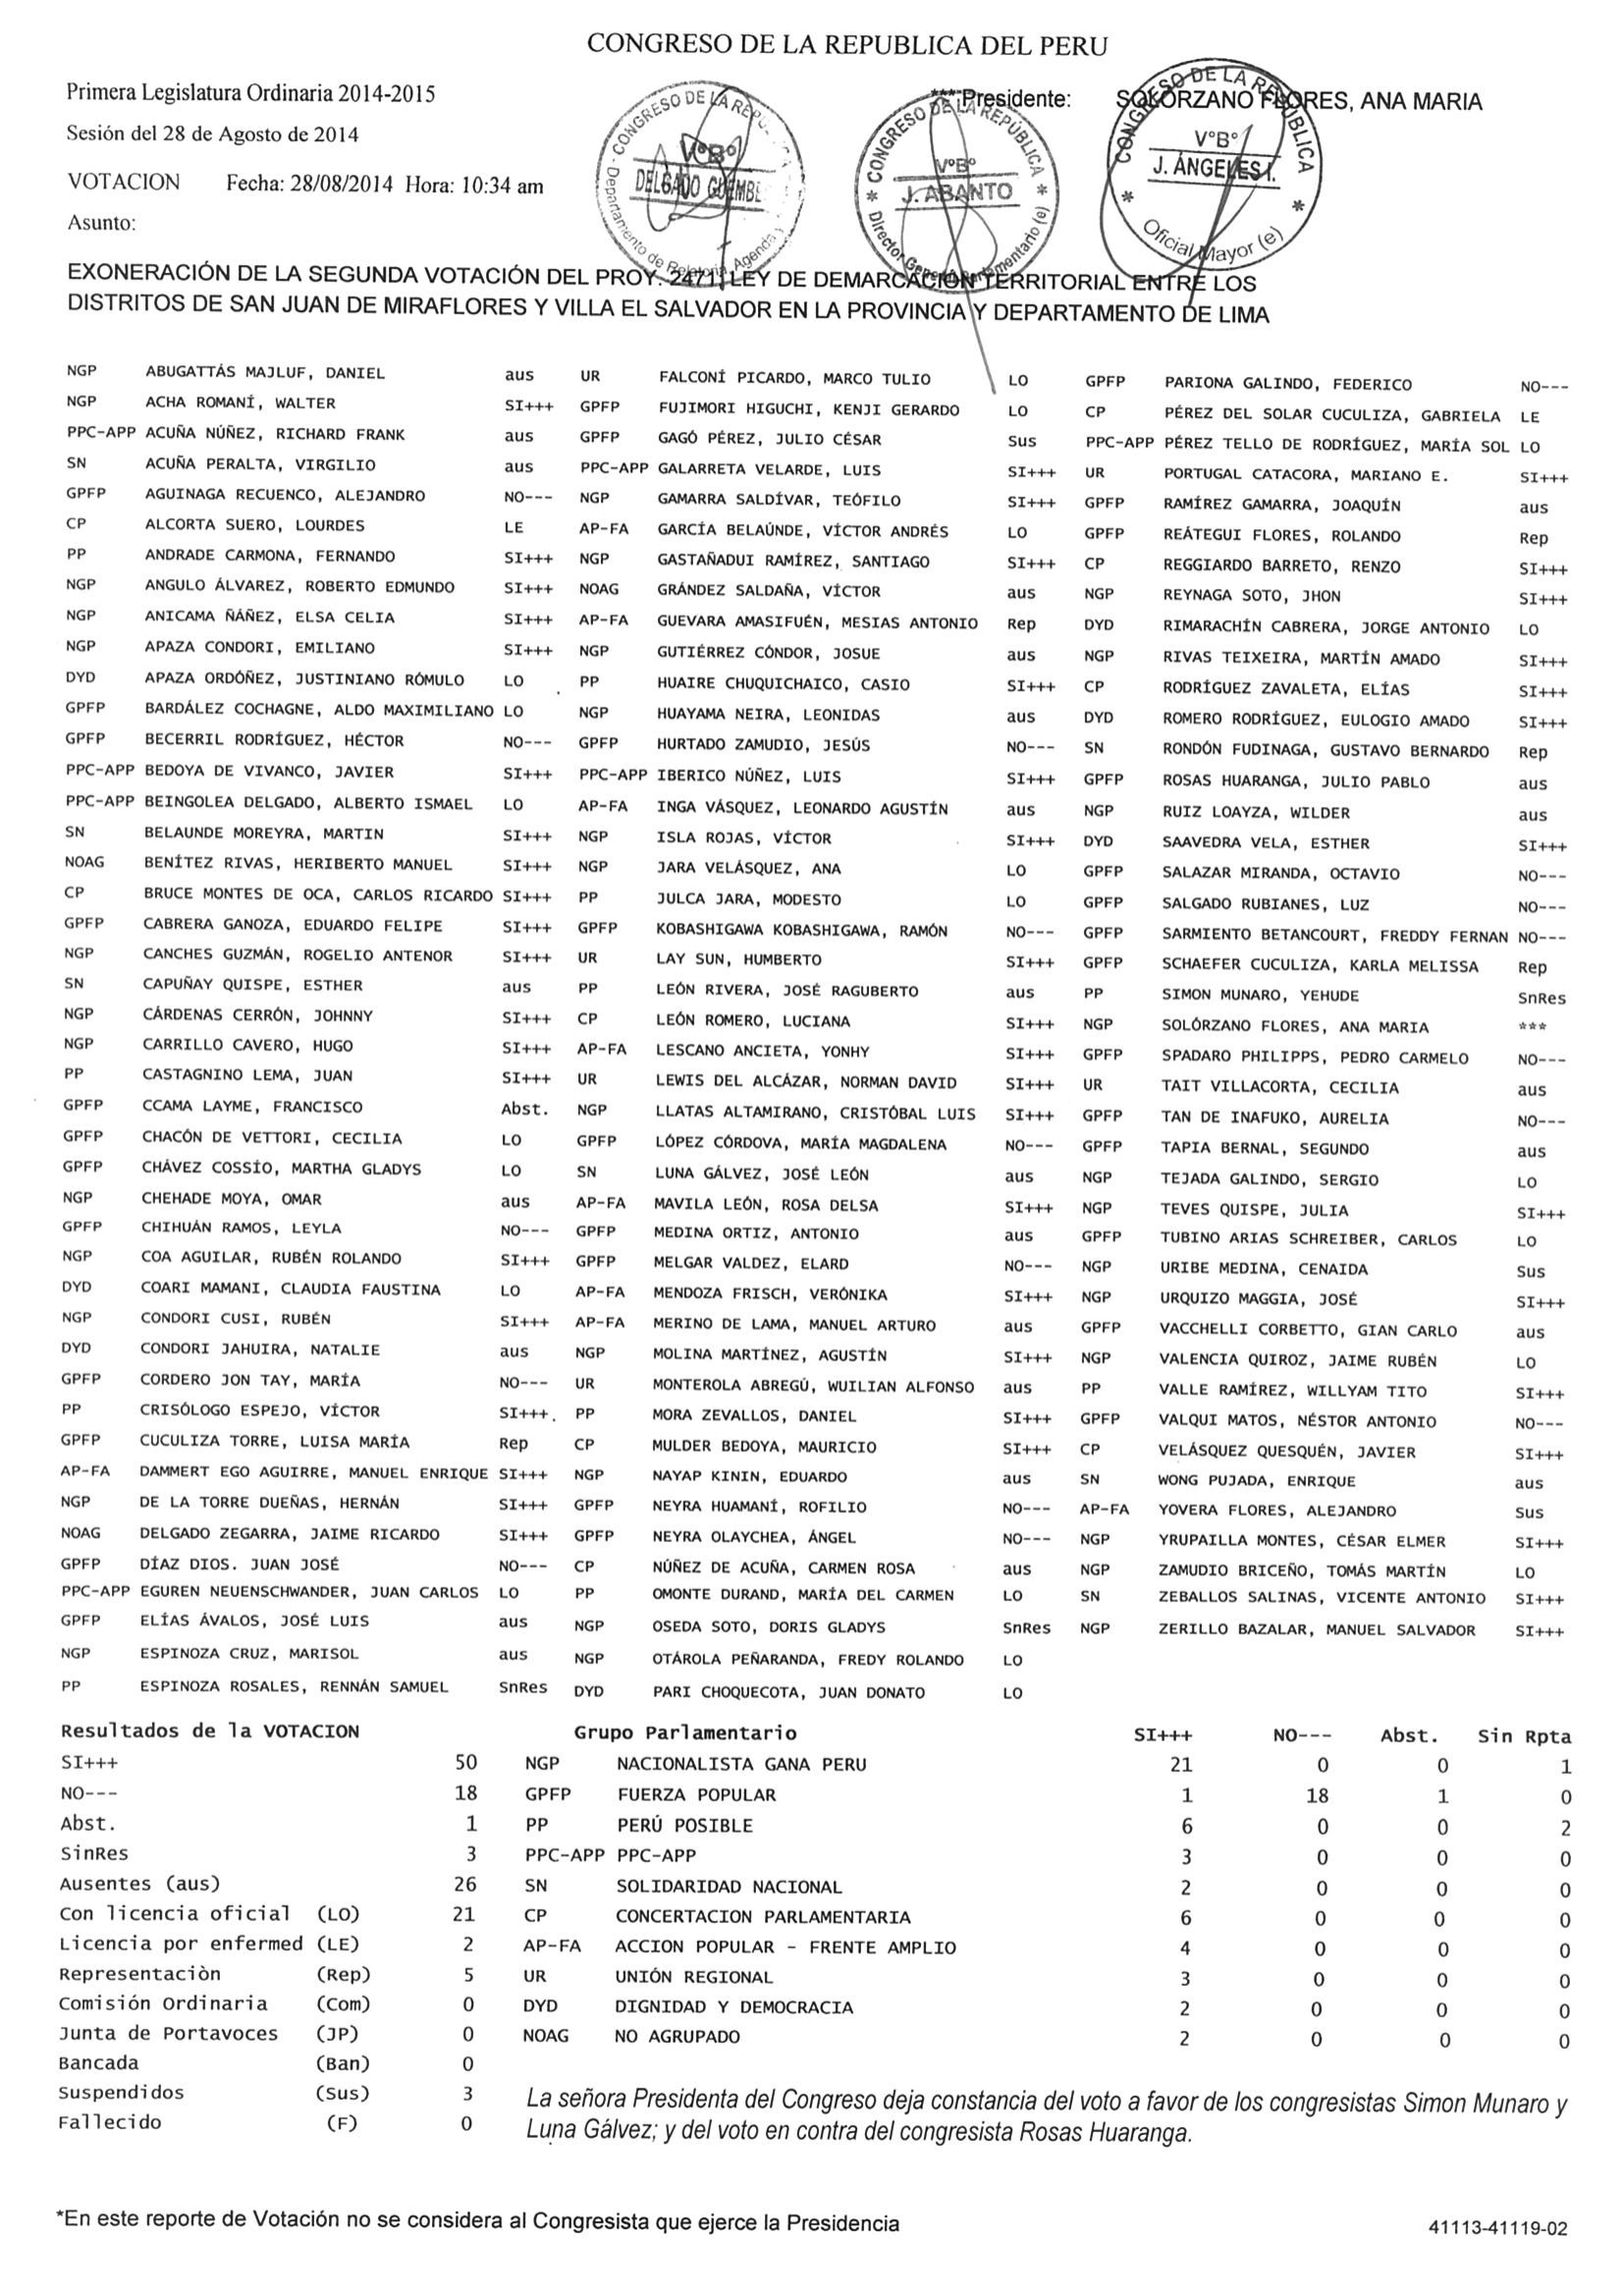 CONGRESO DE LA REPUBLICA DEL PERU
Primera Legislatura Ordinaria 2014-2015
***Presidente: SOLÓRZANO FLORES, ANA MARIA
Sesión del 28 de Agosto de 2014
VOTACION Fecha: 28/08/2014 Hora: 10:34 am
Asunto:
CONGRESO DE LA
V°B°
DELGADO
Departamento de Relatoria, Agenda
CONGRESO DE LA REPÚBLICA
V°B°
J. ABANTO
Director General Parlamentario (e)
CONGRESO DE LA REPUBLICA
V°B°
J. ÁNGELES I.
Oficial Mayor (e)
EXONERACIÓN DE LA SEGUNDA VOTACIÓN DEL PROY. 2471 LEY DE DEMARCACIÓN TERRITORIAL ENTRE LOS
DISTRITOS DE SAN JUAN DE MIRAFLORES Y VILLA EL SALVADOR EN LA PROVINCIA Y DEPARTAMENTO DE LIMA
NGP ABUGATTÁS MAJLUF, DANIEL aus UR FALCONÍ PICARDO, MARCO TULIO LO GPFP PARIONA GALINDO, FEDERICO NO---
NGP ACHA ROMANÍ, WALTER SI+++ GPFP FUJIMORI HIGUCHI, KENJI GERARDO LO CP PÉREZ DEL SOLAR CUCULIZA, GABRIELA LE
PPC-APP ACUÑA NÚÑEZ, RICHARD FRANK aus GPFP GAGÓ PÉREZ, JULIO CÉSAR Sus PPC-APP PÉREZ TELLO DE RODRÍGUEZ, MARÍA SOL LO
SN ACUÑA PERALTA, VIRGILIO aus PPC-APP GALARRETA VELARDE, LUIS SI+++ UR PORTUGAL CATACORA, MARIANO E. SI+++
GPFP AGUINAGA RECUENCO, ALEJANDRO NO--- NGP GAMARRA SALDÍVAR, TEÓFILO SI+++ GPFP RAMÍREZ GAMARRA, JOAQUÍN aus
CP ALCORTA SUERO, LOURDES LE AP-FA GARCÍA BELAÚNDE, VÍCTOR ANDRÉS LO GPFP REÁTEGUI FLORES, ROLANDO Rep
PP ANDRADE CARMONA, FERNANDO SI+++ NGP GASTAÑADUI RAMÍREZ, SANTIAGO SI+++ CP REGGIARDO BARRETO, RENZO SI+++
NGP ANGULO ÁLVAREZ, ROBERTO EDMUNDO SI+++ NOAG GRÁNDEZ SALDAÑA, VÍCTOR aus NGP REYNAGA SOTO, JHON SI+++
NGP ANICAMA ÑÁÑEZ, ELSA CELIA SI+++ AP-FA GUEVARA AMASIFUÉN, MESIAS ANTONIO Rep DYD RIMARACHÍN CABRERA, JORGE ANTONIO LO
NGP APAZA CONDORI, EMILIANO SI+++ NGP GUTIÉRREZ CÓNDOR, JOSUE aus NGP RIVAS TEIXEIRA, MARTÍN AMADO SI+++
DYD APAZA ORDÓÑEZ, JUSTINIANO RÓMULO LO PP HUAIRE CHUQUICHAICO, CASIO SI+++ CP RODRÍGUEZ ZAVALETA, ELÍAS SI+++
GPFP BARDÁLEZ COCHAGNE, ALDO MAXIMILIANO LO NGP HUAYAMA NEIRA, LEONIDAS aus DYD ROMERO RODRÍGUEZ, EULOGIO AMADO SI+++
GPFP BECERRIL RODRÍGUEZ, HÉCTOR NO--- GPFP HURTADO ZAMUDIO, JESÚS NO--- SN RONDÓN FUDINAGA, GUSTAVO BERNARDO Rep
PPC-APP BEDOYA DE VIVANCO, JAVIER SI+++ PPC-APP IBERICO NÚÑEZ, LUIS SI+++ GPFP ROSAS HUARANGA, JULIO PABLO aus
PPC-APP BEINGOLEA DELGADO, ALBERTO ISMAEL LO AP-FA INGA VÁSQUEZ, LEONARDO AGUSTÍN aus NGP RUIZ LOAYZA, WILDER aus
SN BELAUNDE MOREYRA, MARTIN SI+++ NGP ISLA ROJAS, VÍCTOR SI+++ DYD SAAVEDRA VELA, ESTHER SI+++
NOAG BENÍTEZ RIVAS, HERIBERTO MANUEL SI+++ NGP JARA VELÁSQUEZ, ANA LO GPFP SALAZAR MIRANDA, OCTAVIO NO---
CP BRUCE MONTES DE OCA, CARLOS RICARDO SI+++ PP JULCA JARA, MODESTO LO GPFP SALGADO RUBIANES, LUZ NO---
GPFP CABRERA GANOZA, EDUARDO FELIPE SI+++ GPFP KOBASHIGAWA KOBASHIGAWA, RAMÓN NO--- GPFP SARMIENTO BETANCOURT, FREDDY FERNAN NO---
NGP CANCHES GUZMÁN, ROGELIO ANTENOR SI+++ UR LAY SUN, HUMBERTO SI+++ GPFP SCHAEFER CUCULIZA, KARLA MELISSA Rep
SN CAPUÑAY QUISPE, ESTHER aus PP LEÓN RIVERA, JOSÉ RAGUBERTO aus PP SIMON MUNARO, YEHUDE SnRes
NGP CÁRDENAS CERRÓN, JOHNNY SI+++ CP LEÓN ROMERO, LUCIANA SI+++ NGP SOLÓRZANO FLORES, ANA MARIA ***
NGP CARRILLO CAVERO, HUGO SI+++ AP-FA LESCANO ANCIETA, YONHY SI+++ GPFP SPADARO PHILIPPS, PEDRO CARMELO NO---
PP CASTAGNINO LEMA, JUAN SI+++ UR LEWIS DEL ALCÁZAR, NORMAN DAVID SI+++ UR TAIT VILLACORTA, CECILIA aus
GPFP CCAMA LAYME, FRANCISCO Abst. NGP LLATAS ALTAMIRANO, CRISTÓBAL LUIS SI+++ GPFP TAN DE INAFUKO, AURELIA NO---
GPFP CHACÓN DE VETTORI, CECILIA LO GPFP LÓPEZ CÓRDOVA, MARÍA MAGDALENA NO--- GPFP TAPIA BERNAL, SEGUNDO aus
GPFP CHÁVEZ COSSÍO, MARTHA GLADYS LO SN LUNA GÁLVEZ, JOSÉ LEÓN aus NGP TEJADA GALINDO, SERGIO LO
NGP CHEHADE MOYA, OMAR aus AP-FA MAVILA LEÓN, ROSA DELSA SI+++ NGP TEVES QUISPE, JULIA SI+++
GPFP CHIHUÁN RAMOS, LEYLA NO--- GPFP MEDINA ORTIZ, ANTONIO aus GPFP TUBINO ARIAS SCHREIBER, CARLOS LO
NGP COA AGUILAR, RUBÉN ROLANDO SI+++ GPFP MELGAR VALDEZ, ELARD NO--- NGP URIBE MEDINA, CENAIDA Sus
DYD COARI MAMANI, CLAUDIA FAUSTINA LO AP-FA MENDOZA FRISCH, VERÓNIKA SI+++ NGP URQUIZO MAGGIA, JOSÉ SI+++
NGP CONDORI CUSI, RUBÉN SI+++ AP-FA MERINO DE LAMA, MANUEL ARTURO aus GPFP VACCHELLI CORBETTO, GIAN CARLO aus
DYD CONDORI JAHUIRA, NATALIE aus NGP MOLINA MARTÍNEZ, AGUSTÍN SI+++ NGP VALENCIA QUIROZ, JAIME RUBÉN LO
GPFP CORDERO JON TAY, MARÍA NO--- UR MONTEROLA ABREGÚ, WUILIAN ALFONSO aus PP VALLE RAMÍREZ, WILLYAM TITO SI+++
PP CRISÓLOGO ESPEJO, VÍCTOR SI+++ PP MORA ZEVALLOS, DANIEL SI+++ GPFP VALQUI MATOS, NÉSTOR ANTONIO NO---
GPFP CUCULIZA TORRE, LUISA MARÍA Rep CP MULDER BEDOYA, MAURICIO SI+++ CP VELÁSQUEZ QUESQUÉN, JAVIER SI+++
AP-FA DAMMERT EGO AGUIRRE, MANUEL ENRIQUE SI+++ NGP NAYAP KININ, EDUARDO aus SN WONG PUJADA, ENRIQUE aus
NGP DE LA TORRE DUEÑAS, HERNÁN SI+++ GPFP NEYRA HUAMANÍ, ROFILIO NO--- AP-FA YOVERA FLORES, ALEJANDRO Sus
NOAG DELGADO ZEGARRA, JAIME RICARDO SI+++ GPFP NEYRA OLAYCHEA, ÁNGEL NO--- NGP YRUPAILLA MONTES, CÉSAR ELMER SI+++
GPFP DÍAZ DIOS. JUAN JOSÉ NO--- CP NÚÑEZ DE ACUÑA, CARMEN ROSA aus NGP ZAMUDIO BRICEÑO, TOMÁS MARTÍN LO
PPC-APP EGUREN NEUENSCHWANDER, JUAN CARLOS LO PP OMONTE DURAND, MARÍA DEL CARMEN LO SN ZEBALLOS SALINAS, VICENTE ANTONIO SI+++
GPFP ELÍAS ÁVALOS, JOSÉ LUIS aus NGP OSEDA SOTO, DORIS GLADYS SnRes NGP ZERILLO BAZALAR, MANUEL SALVADOR SI+++
NGP ESPINOZA CRUZ, MARISOL aus NGP OTÁROLA PEÑARANDA, FREDY ROLANDO LO
PP ESPINOZA ROSALES, RENNÁN SAMUEL SnRes DYD PARI CHOQUECOTA, JUAN DONATO LO
Resultados de la VOTACION Grupo Parlamentario SI+++ NO--- Abst. Sin Rpta
SI+++ 50 NGP NACIONALISTA GANA PERU 21 0 0 1
NO--- 18 GPFP FUERZA POPULAR 1 18 1 0
Abst. 1 PP PERÚ POSIBLE 6 0 0 2
SinRes 3 PPC-APP PPC-APP 3 0 0 0
Ausentes (aus) 26 SN SOLIDARIDAD NACIONAL 2 0 0 0
Con licencia oficial (LO) 21 CP CONCERTACION PARLAMENTARIA 6 0 0 0
Licencia por enfermed (LE) 2 AP-FA ACCION POPULAR - FRENTE AMPLIO 4 0 0 0
Representaciòn (Rep) 5 UR UNIÓN REGIONAL 3 0 0 0
Comisión Ordinaria (Com) 0 DYD DIGNIDAD Y DEMOCRACIA 2 0 0 0
Junta de Portavoces (JP) 0 NOAG NO AGRUPADO 2 0 0 0
Bancada (Ban) 0
Suspendidos (Sus) 3
Fallecido (F) 0
La señora Presidenta del Congreso deja constancia del voto a favor de los congresistas Simon Munaro y
Luna Gálvez; y del voto en contra del congresista Rosas Huaranga.
*En este reporte de Votación no se considera al Congresista que ejerce la Presidencia
41113-41119-02